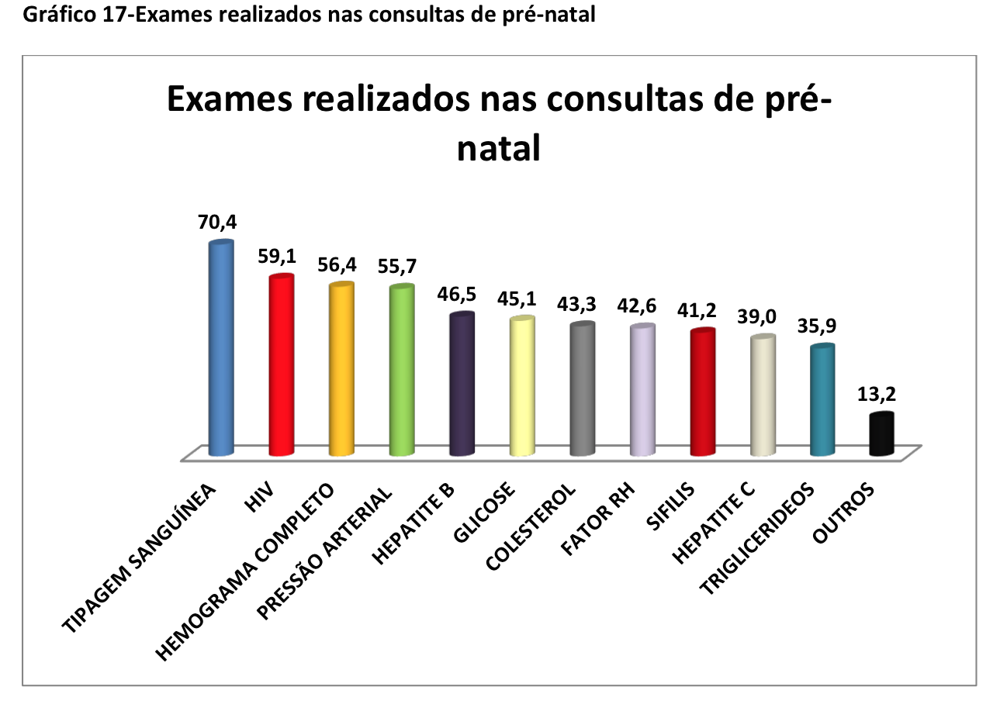 Gráfico 17-Exames realizados nas consultas de pré-natal
Exames realizados nas consultas de pré-
natal
70,4
59,1
56,4
55,7
46,5
45,1
43,3
42,6
41,2
39,0
35,9
13,2
TIPAGEM SANGUÍNEA
HIV
HEMOGRAMA COMPLETO
PRESSÃO ARTERIAL
HEPATITE B
GLICOSE
COLESTEROL
FATOR RH
SIFILIS
HEPATITE C
TRIGLICERIDEOS
OUTROS